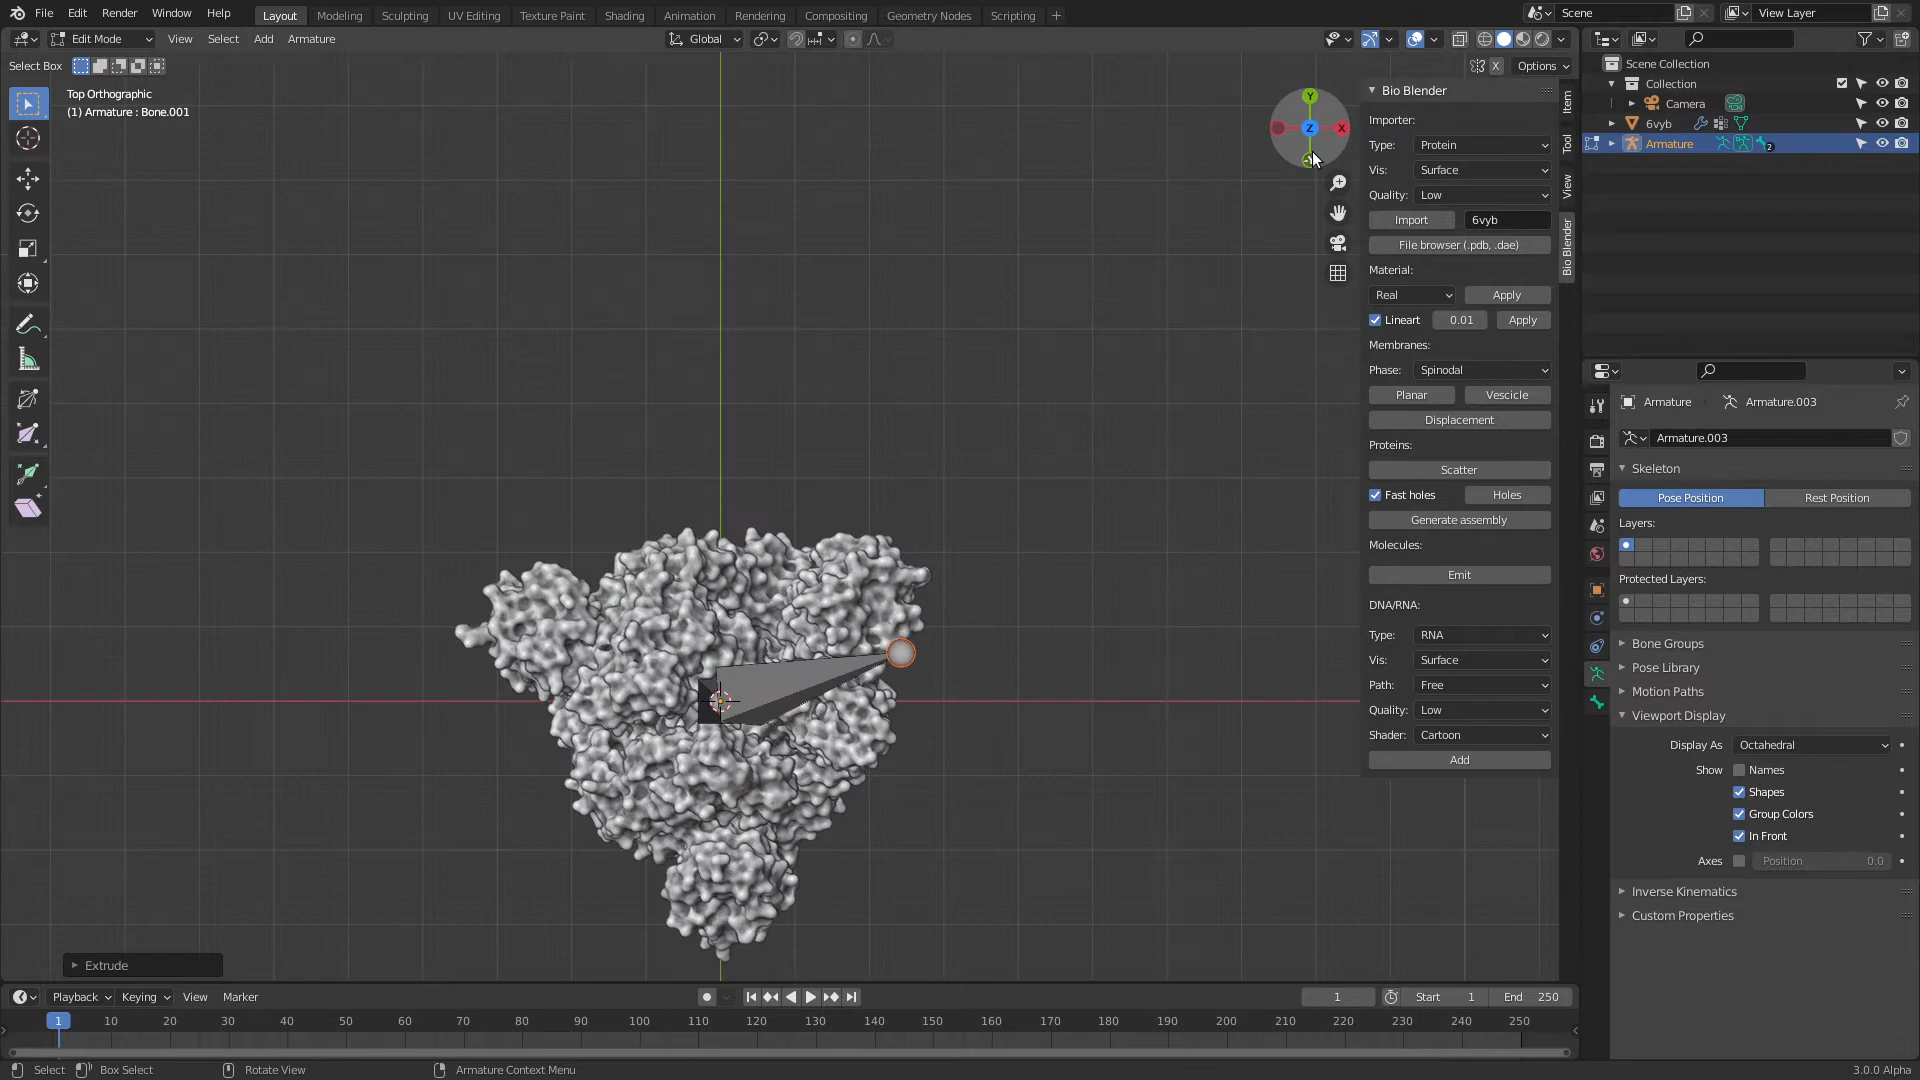 File Edit Render Window Help Layout Modeling Sculpting UV Editing Texture Paint Shading Animation Rendering Compositing Geometry Nodes Scripting + Scene View Layer
Edit Mode View Select Add Armature Global
Select Box X Options
Top Orthographic
(1) Armature : Bone.001
Y
X
Z
Item
Tool
View
Bio Blender
Bio Blender
Importer:
Type: Protein
Vis: Surface
Quality: Low
Import 6vyb
File browser (.pdb, .dae)
Material:
Real Apply
Lineart 0.01 Apply
Membranes:
Phase: Spinodal
Planar Vescicle
Displacement
Proteins:
Scatter
Fast holes Holes
Generate assembly
Molecules:
Emit
DNA/RNA:
Type: RNA
Vis: Surface
Path: Free
Quality: Low
Shader: Cartoon
Add
Scene Collection
Collection
Camera
6vyb
Armature 2
Armature Armature.003
Armature.003
Skeleton
Pose Position Rest Position
Layers:
Protected Layers:
Bone Groups
Pose Library
Motion Paths
Viewport Display
Display As Octahedral
Show Names
Shapes
Group Colors
In Front
Axes Position 0.0
Inverse Kinematics
Custom Properties
Extrude
Playback Keying View Marker 1 Start 1 End 250
1 10 20 30 40 50 60 70 80 90 100 110 120 130 140 150 160 170 180 190 200 210 220 230 240 250
Select Box Select Rotate View Armature Context Menu 3.0.0 Alpha